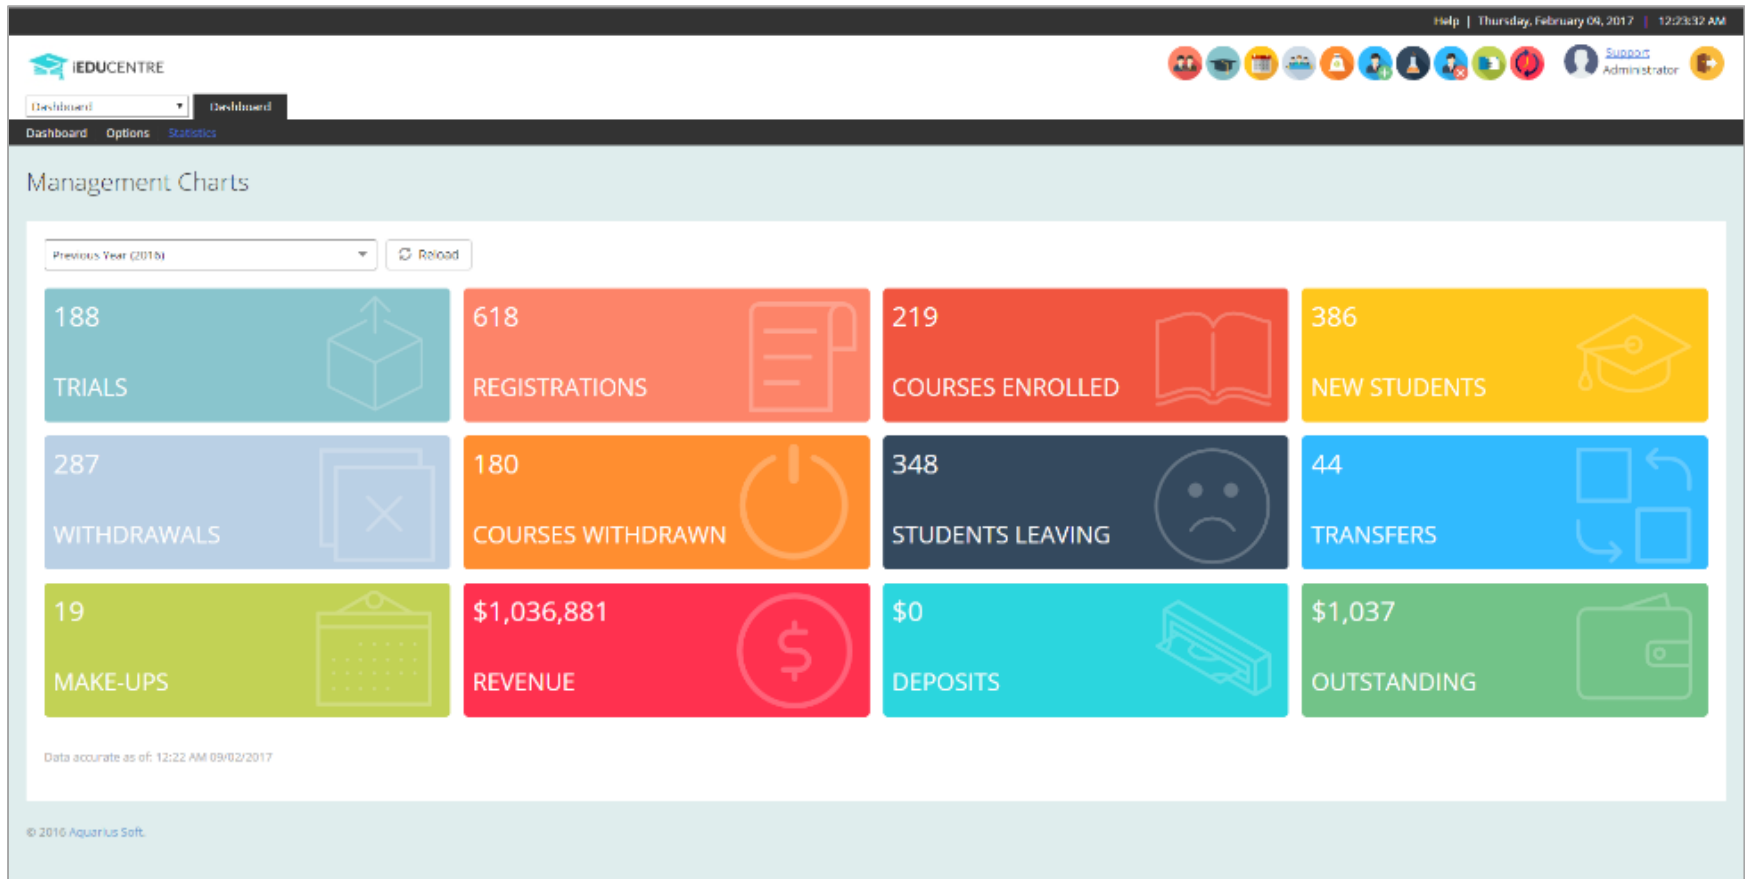 Help | Thursday, February 09, 2017 | 12:23:32 AM
iEDUCENTRE
Support
Administrator
Dashboard Dashboard
Dashboard Options Statistics
Management Charts
Previous Year (2016) Reload
188 618 219 386
TRIALS REGISTRATIONS COURSES ENROLLED NEW STUDENTS
287 180 348 44
WITHDRAWALS COURSES WITHDRAWN STUDENTS LEAVING TRANSFERS
19 $1,036,881 $0 $1,037
MAKE-UPS REVENUE DEPOSITS OUTSTANDING
Data accurate as of: 12:22 AM 09/02/2017
© 2016 Aquarius Soft.